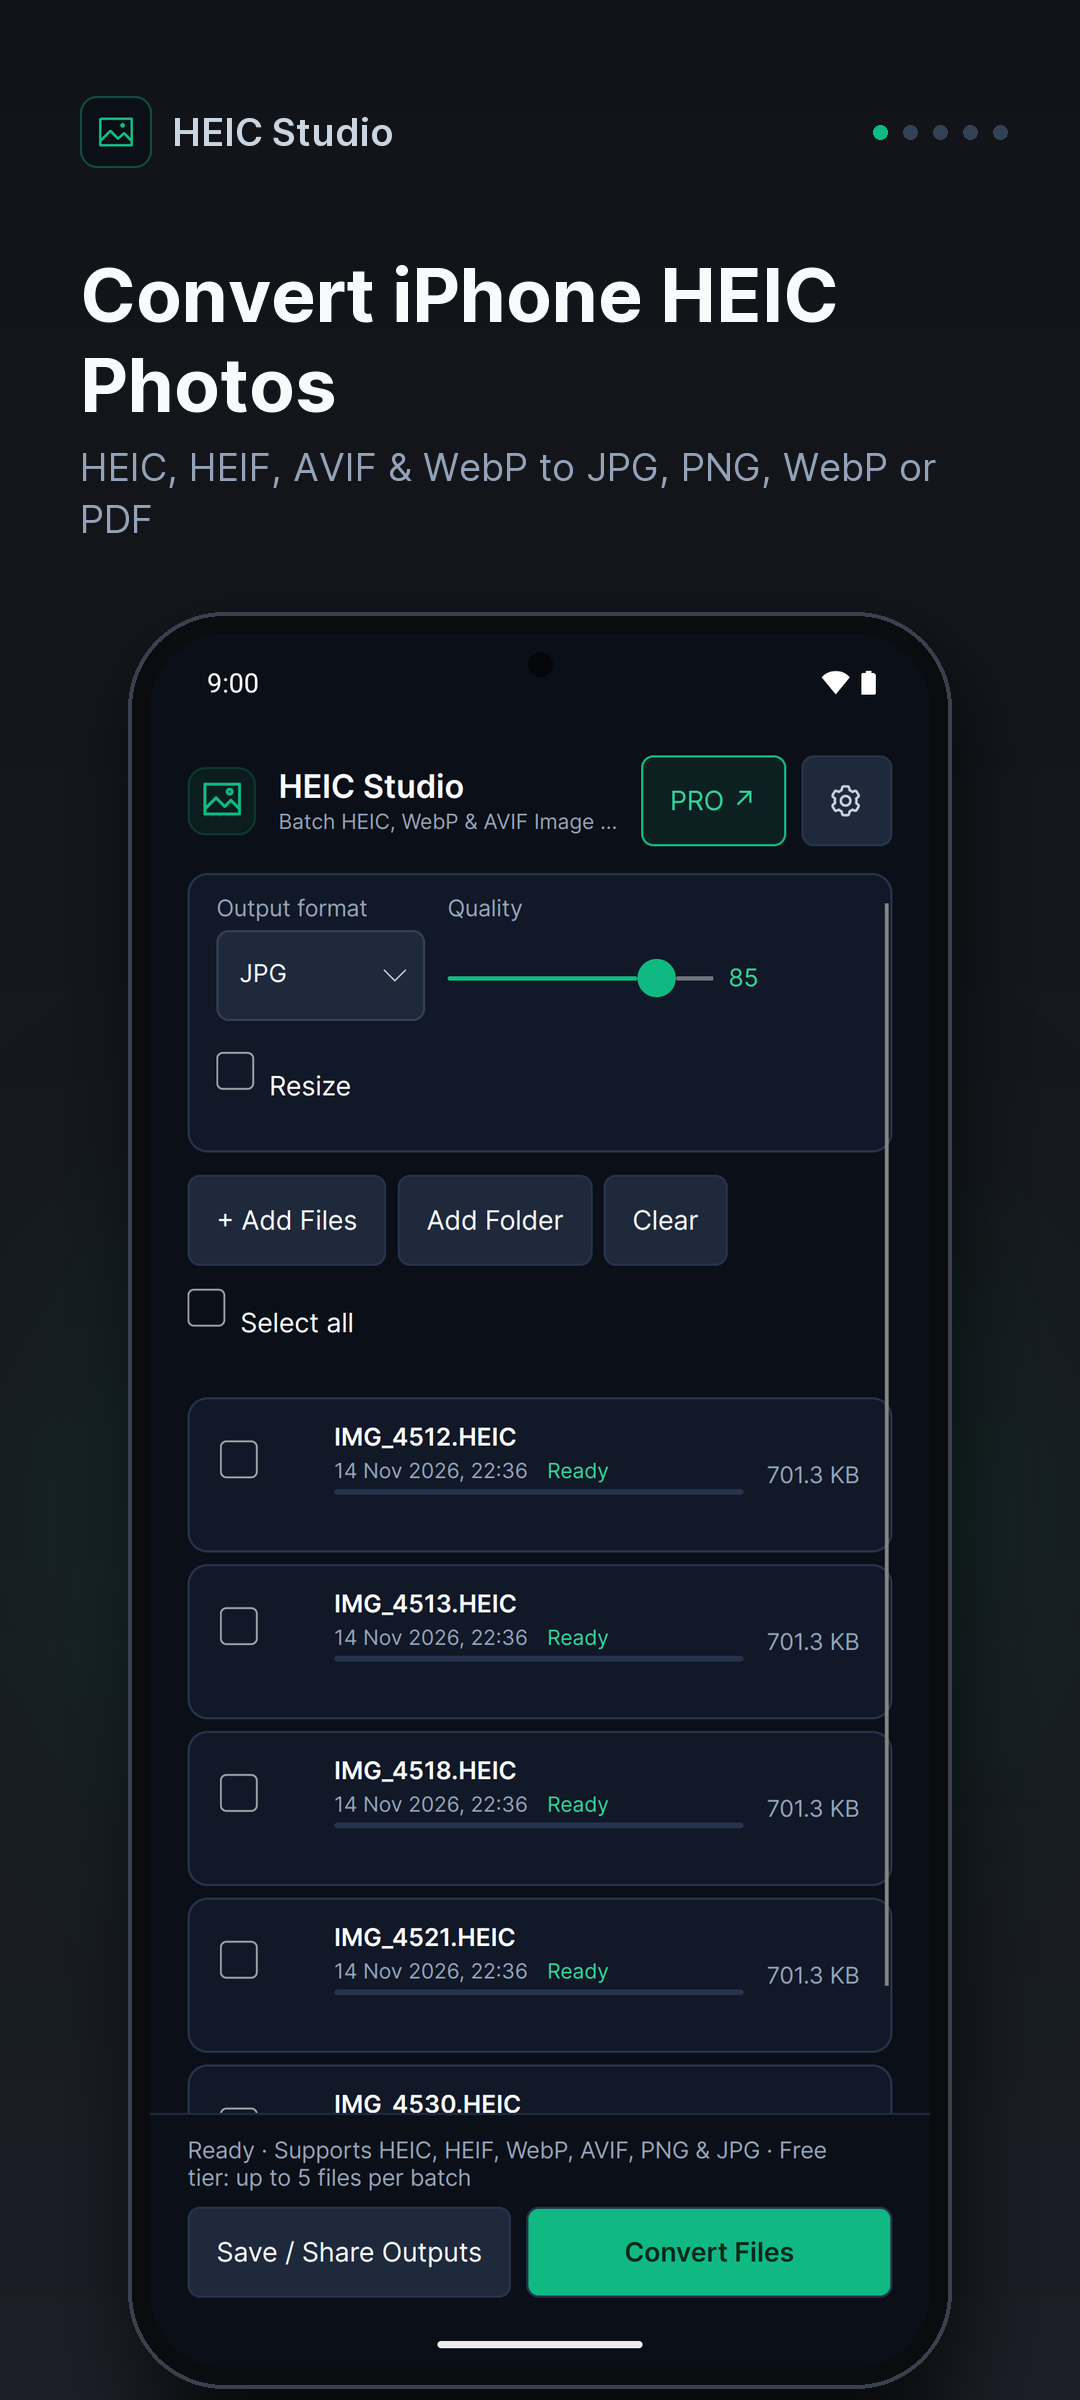 HEIC Studio
Convert iPhone HEIC
Photos
HEIC, HEIF, AVIF & WebP to JPG, PNG, WebP or
PDF
9:00
HEIC Studio
Batch HEIC, WebP & AVIF Image ...
PRO ↗
Output format
Quality
JPG
85
Resize
+ Add Files
Add Folder
Clear
Select all
IMG_4512.HEIC
14 Nov 2026, 22:36 Ready
701.3 KB
IMG_4513.HEIC
14 Nov 2026, 22:36 Ready
701.3 KB
IMG_4518.HEIC
14 Nov 2026, 22:36 Ready
701.3 KB
IMG_4521.HEIC
14 Nov 2026, 22:36 Ready
701.3 KB
IMG_4530.HEIC
Ready · Supports HEIC, HEIF, WebP, AVIF, PNG & JPG · Free
tier: up to 5 files per batch
Save / Share Outputs
Convert Files